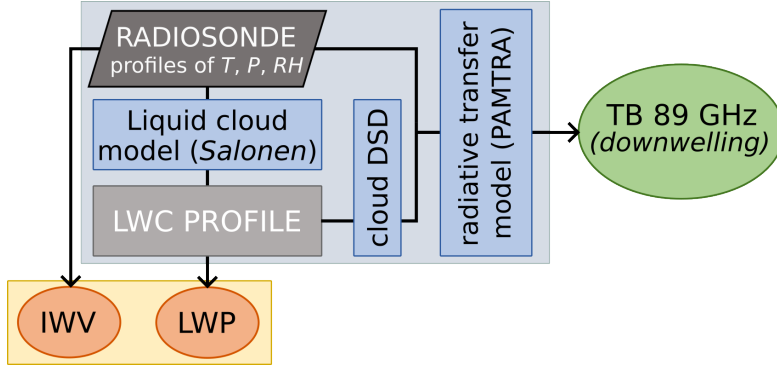 RADIOSONDE
profiles of T, P, RH
Liquid cloud
model (Salonen)
LWC PROFILE
cloud DSD
radiative transfer
model (PAMTRA)
TB 89 GHz
(downwelling)
IWV
LWP